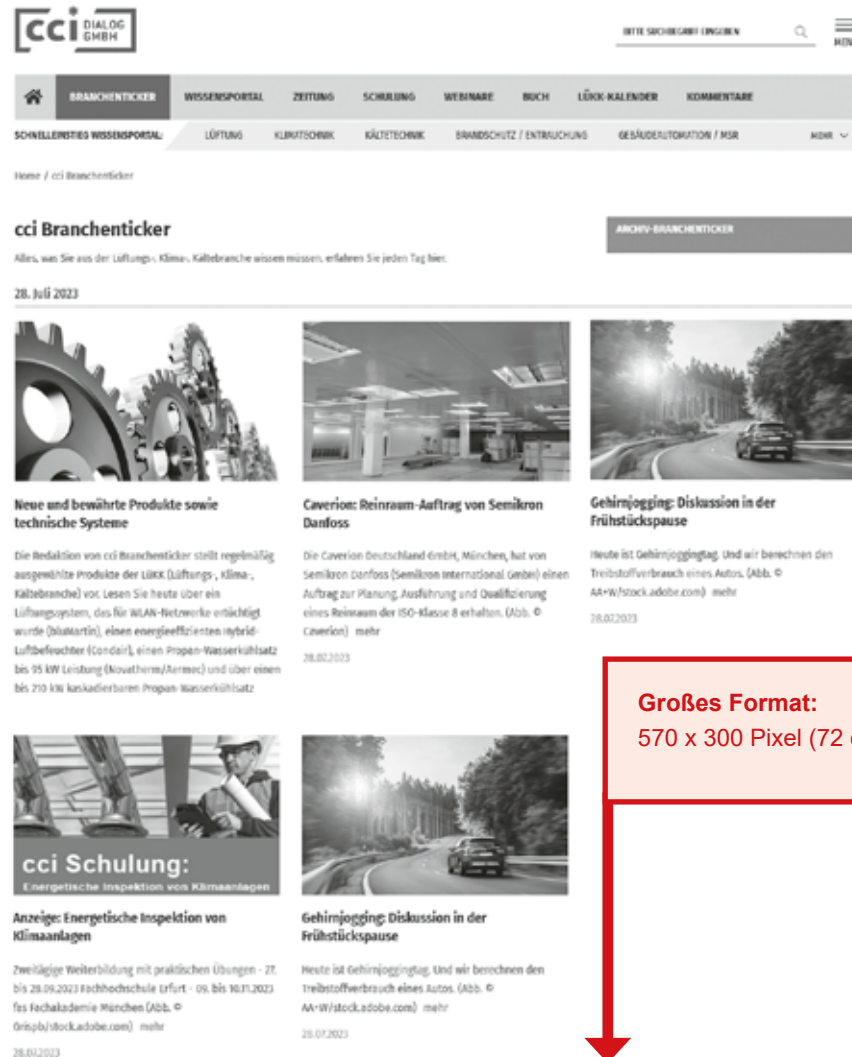 cci DIALOG
GMBH
BITTE SUCHBEGRIFF EINGEBEN
MENÜ
BRANCHENTICKER WISSENSPORTAL ZEITUNG SCHULUNG WEBINARE BUCH LÜKK-KALENDER KOMMENTARE
SCHNELLEINSTIEG WISSENSPORTAL: LÜFTUNG KLIMATECHNIK KÄLTETECHNIK BRANDSCHUTZ / ENTRAUCHUNG GEBÄUDEAUTOMATION / MSR MEHR
Home / cci Branchenticker
cci Branchenticker
ARCHIV-BRANCHENTICKER
Alles, was Sie aus der Lüftungs-, Klima-, Kältebranche wissen müssen, erfahren Sie jeden Tag hier.
28. Juli 2023
Neue und bewährte Produkte sowie
technische Systeme
Die Redaktion von cci Branchenticker stellt regelmäßig
ausgewählte Produkte der LüKK (Lüftungs-, Klima-,
Kältebranche) vor. Lesen Sie heute über ein
Lüftungssystem, das für WLAN-Netzwerke ertüchtigt
wurde (bluMartin), einen energieeffizienten Hybrid-
Luftbefeuchter (Condair), einen Propan-Wasserkühlsatz
bis 95 kW Leistung (Novatherm/Aermec) und über einen
bis 210 kW kaskadierbaren Propan-Wasserkühlsatz
Caverion: Reinraum-Auftrag von Semikron
Danfoss
Die Caverion Deutschland GmbH, München, hat von
Semikron Danfoss (Semikron International GmbH) einen
Auftrag zur Planung, Ausführung und Qualifizierung
eines Reinraum der ISO-Klasse 8 erhalten. (Abb. ©
Caverion) mehr
28.07.2023
Gehirnjogging: Diskussion in der
Frühstückspause
Heute ist Gehirnjoggingtag. Und wir berechnen den
Treibstoffverbrauch eines Autos. (Abb. ©
AA+W/stock.adobe.com) mehr
28.07.2023
Großes Format:
570 x 300 Pixel (72
cci Schulung:
Energetische Inspektion von Klimaanlagen
Anzeige: Energetische Inspektion von
Klimaanlagen
Zweitägige Weiterbildung mit praktischen Übungen - 27.
bis 28.09.2023 Fachhochschule Erfurt - 09. bis 10.11.2023
fas Fachakademie München (Abb. ©
Grispb/stock.adobe.com) mehr
28.07.2023
Gehirnjogging: Diskussion in der
Frühstückspause
Heute ist Gehirnjoggingtag. Und wir berechnen den
Treibstoffverbrauch eines Autos. (Abb. ©
AA+W/stock.adobe.com) mehr
28.07.2023